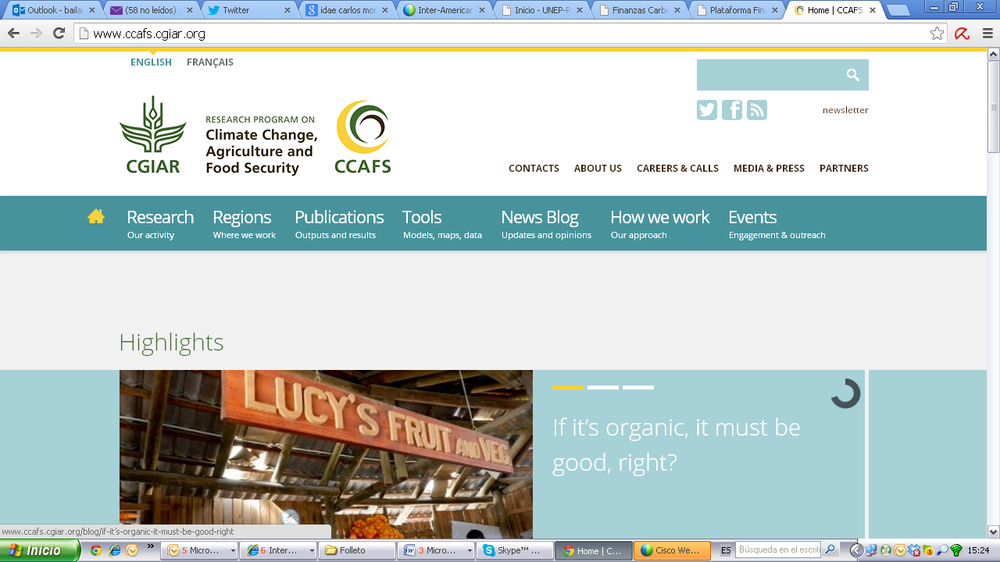 Outlook - b
(58 no leídos) -
Twitter
idae carlos mo
Inter-American
Inicio - UNEP-R
Finanzas Carbo
Plataforma Fin
Home | CCAFS
www.ccafs.cgiar.org
ENGLISH FRANÇAIS
newsletter
CGIAR
RESEARCH PROGRAM ON
Climate Change,
Agriculture and
Food Security
CCAFS
CONTACTS ABOUT US CAREERS & CALLS MEDIA & PRESS PARTNERS
Research Regions Publications Tools News Blog How we work Events
Our activity Where we work Outputs and results Models, maps, data Updates and opinions Our approach Engagement & outreach
Highlights
LUCY'S FRUIT AND VEG
If it's organic, it must be
good, right?
www.ccafs.cgiar.org/blog/if-it's-organic-it-must-be-good-right
Inicio » 5 Micro... 6 Inter... Foro 3 Micros... Skype™ ... Home | C... Cisco We... ES Búsqueda en el escrit 15:24